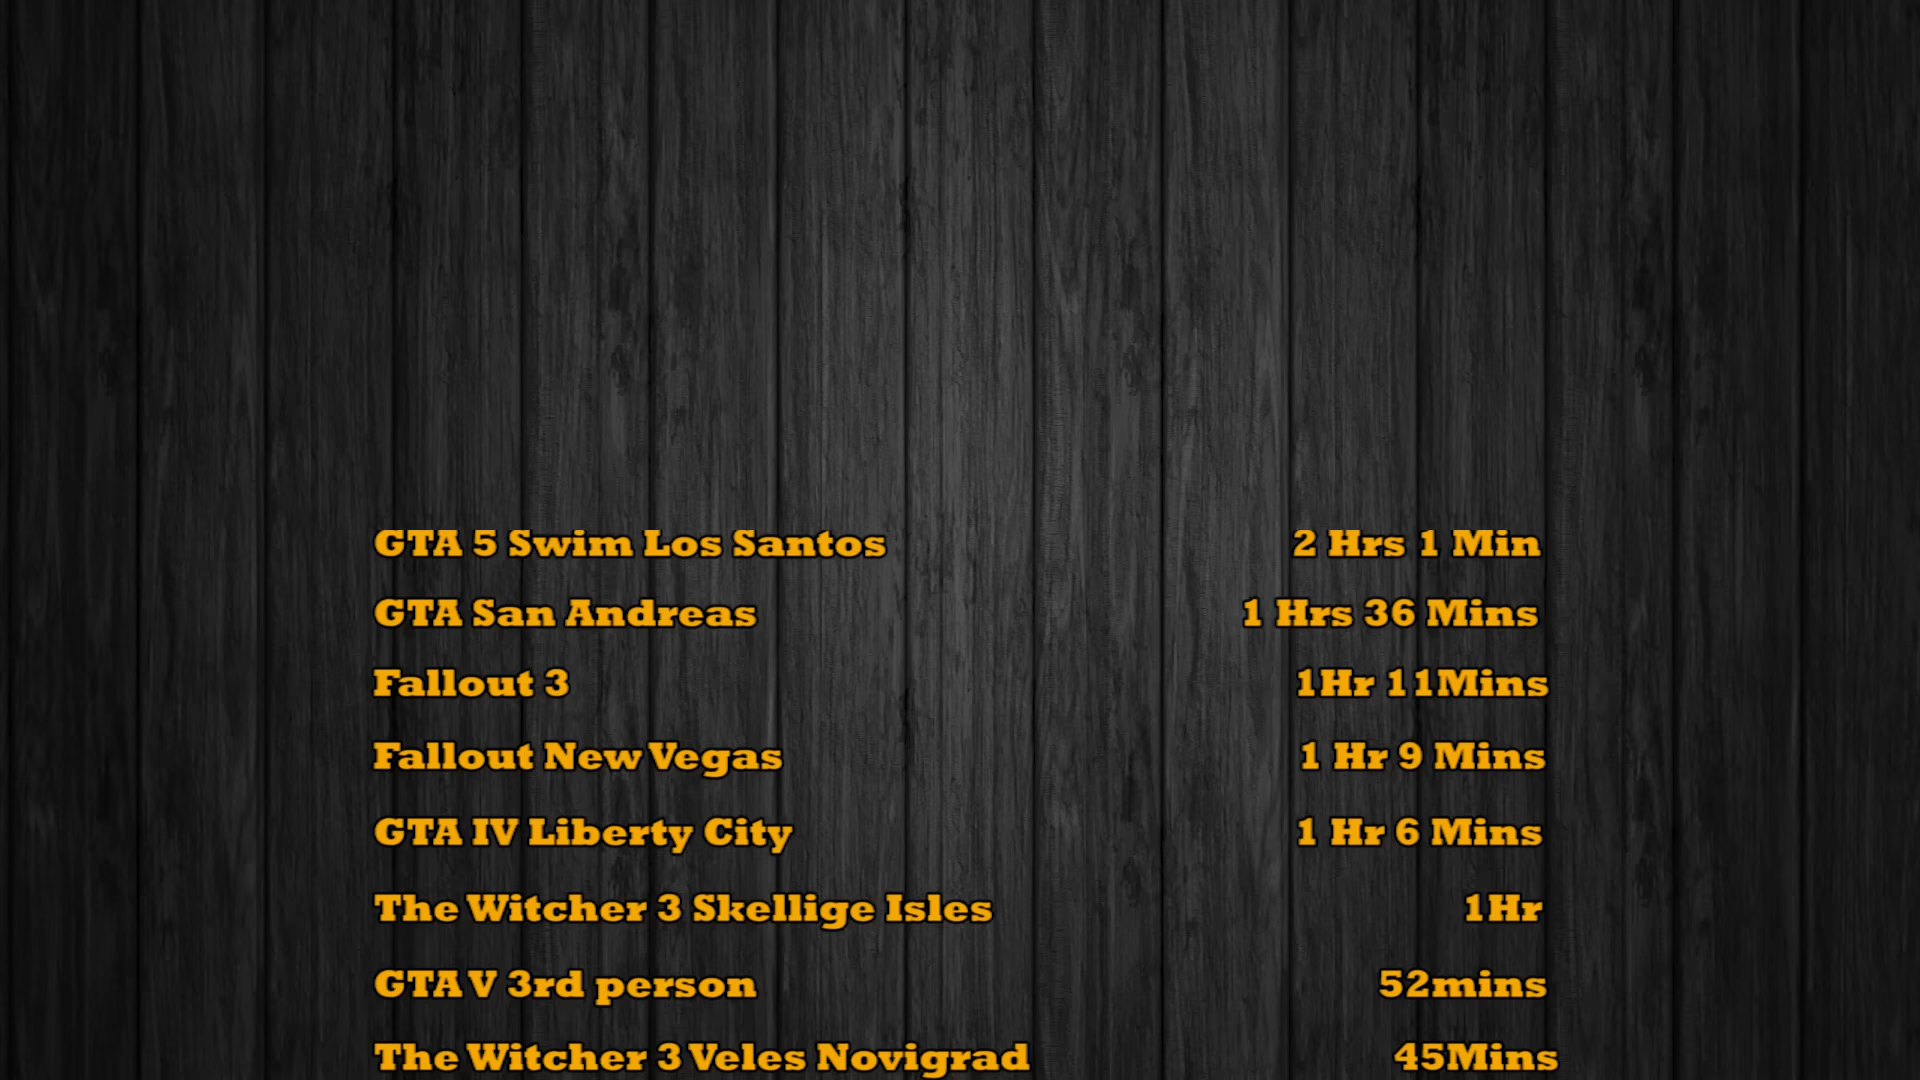 GTA 5 Swim Los Santos 2 Hrs 1 Min
GTA San Andreas 1 Hrs 36 Mins
Fallout 3 1Hr 11Mins
Fallout New Vegas 1 Hr 9 Mins
GTA IV Liberty City 1 Hr 6 Mins
The Witcher 3 Skellige Isles 1Hr
GTA V 3rd person 52mins
The Witcher 3 Veles Novigrad 45Mins